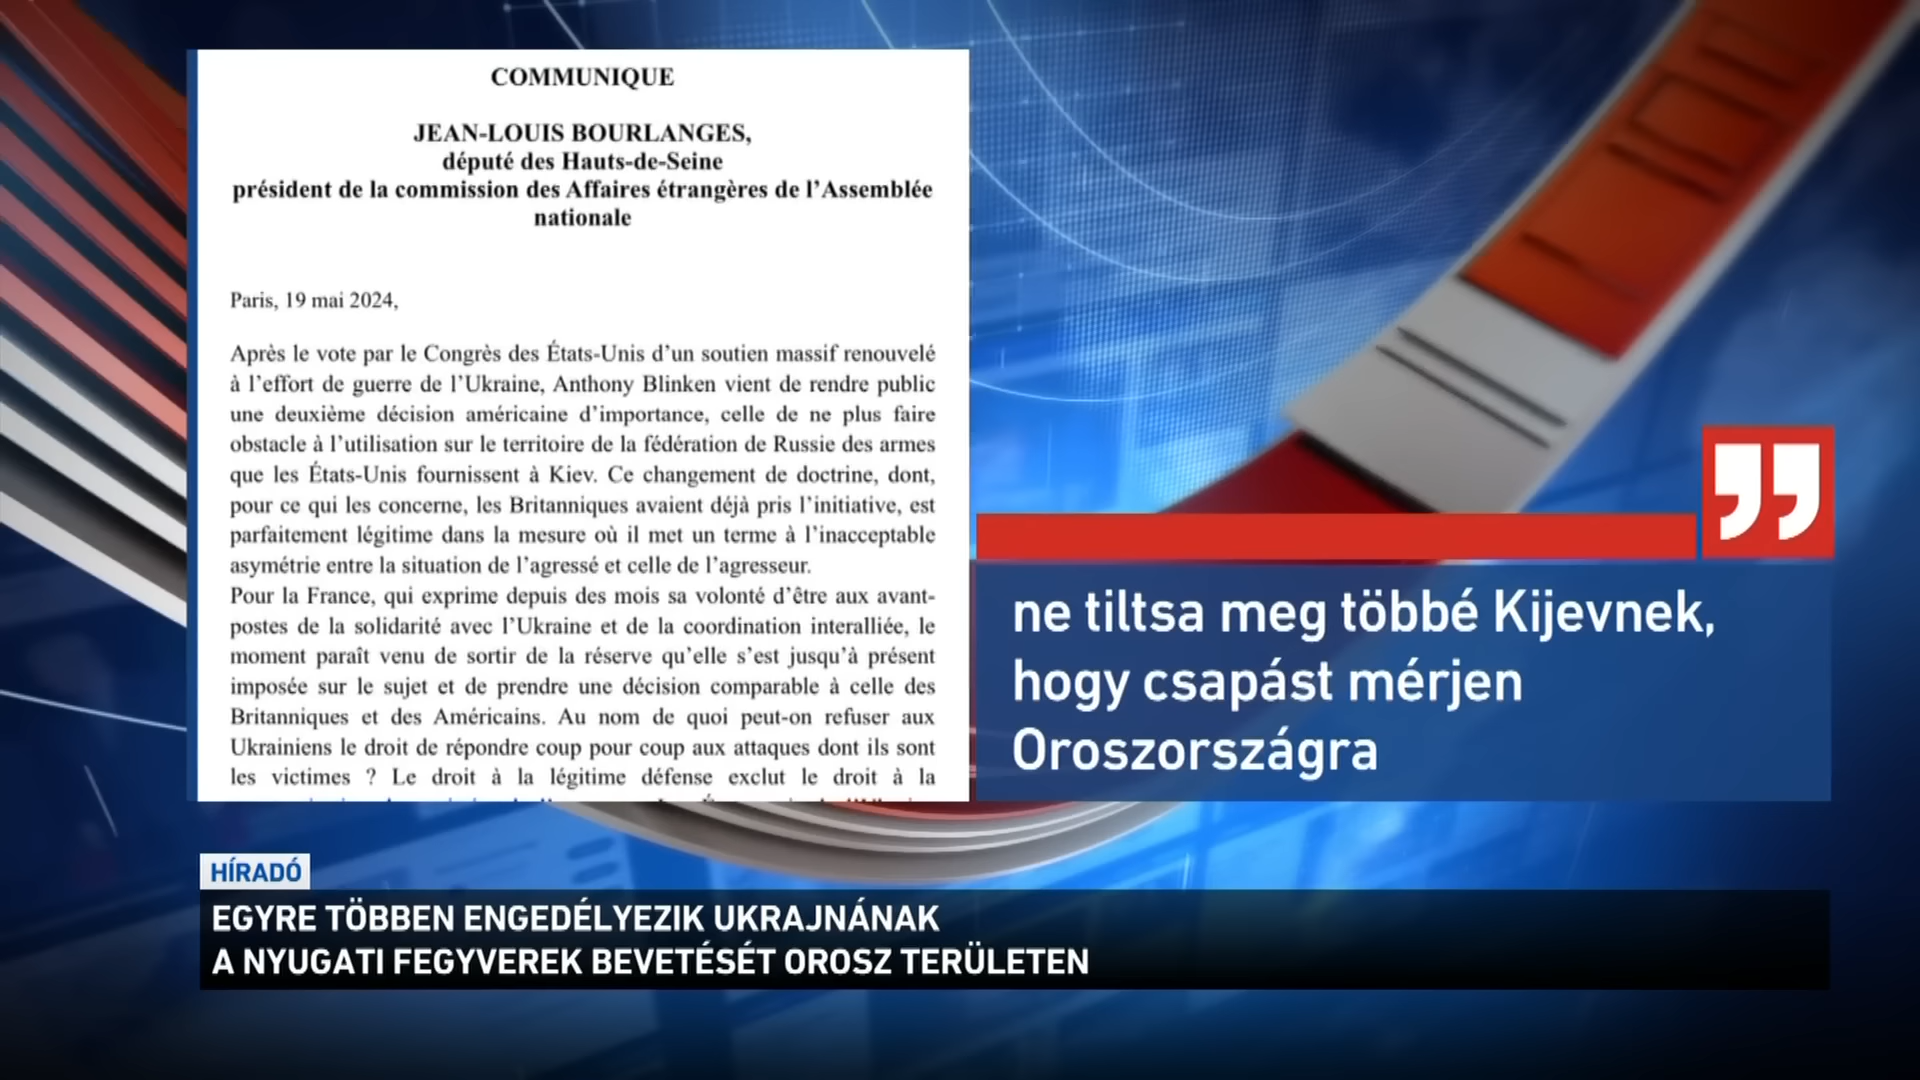 COMMUNIQUE
JEAN-LOUIS BOURLANGES,
député des Hauts-de-Seine
président de la commission des Affaires étrangères de l'Assemblée
nationale
Paris, 19 mai 2024,
Après le vote par le Congrès des États-Unis d'un soutien massif renouvelé
à l'effort de guerre de l'Ukraine, Anthony Blinken vient de rendre public
une deuxième décision américaine d'importance, celle de ne plus faire
obstacle à l'utilisation sur le territoire de la fédération de Russie des armes
que les États-Unis fournissent à Kiev. Ce changement de doctrine, dont,
pour ce qui les concerne, les Britanniques avaient déjà pris l'initiative, est
parfaitement légitime dans la mesure où il met un terme à l'inacceptable
asymétrie entre la situation de l'agressé et celle de l'agresseur.
Pour la France, qui exprime depuis des mois sa volonté d'être aux avant-
postes de la solidarité avec l'Ukraine et de la coordination interalliée, le
moment paraît venu de sortir de la réserve qu'elle s'est jusqu'à présent
imposée sur le sujet et de prendre une décision comparable à celle des
Britanniques et des Américains. Au nom de quoi peut-on refuser aux
Ukrainiens le droit de répondre coup pour coup aux attaques dont ils sont
les victimes ? Le droit à la légitime défense exclut le droit à la
ne tiltsa meg többé Kijevnek,
hogy csapást mérjen
Oroszországra
HÍRADÓ
EGYRE TÖBBEN ENGEDÉLYEZIK UKRAJNÁNAK
A NYUGATI FEGYVEREK BEVETÉSÉT OROSZ TERÜLETEN